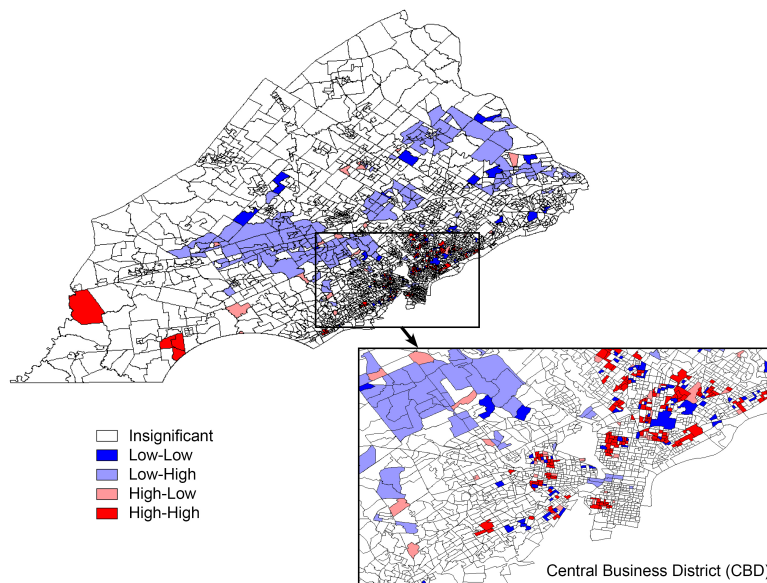 Insignificant
Low-Low
Low-High
High-Low
High-High
Central Business District (CBD)